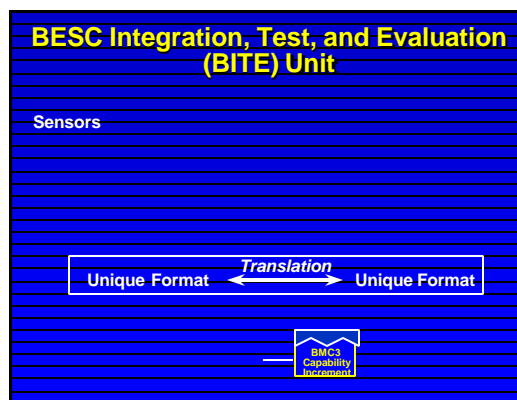 BESC Integration, Test, and Evaluation
(BITE) Unit
Sensors
Translation
Unique Format
Unique Format
BMC3
Capability
Increment